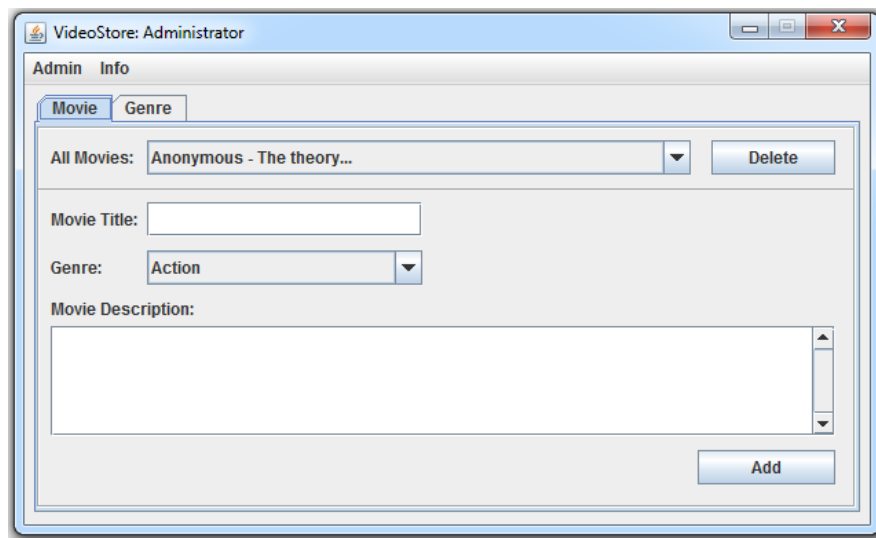 VideoStore: Administrator
Admin Info
Movie Genre
All Movies: Anonymous - The theory... Delete
Movie Title:
Genre: Action
Movie Description:
Add